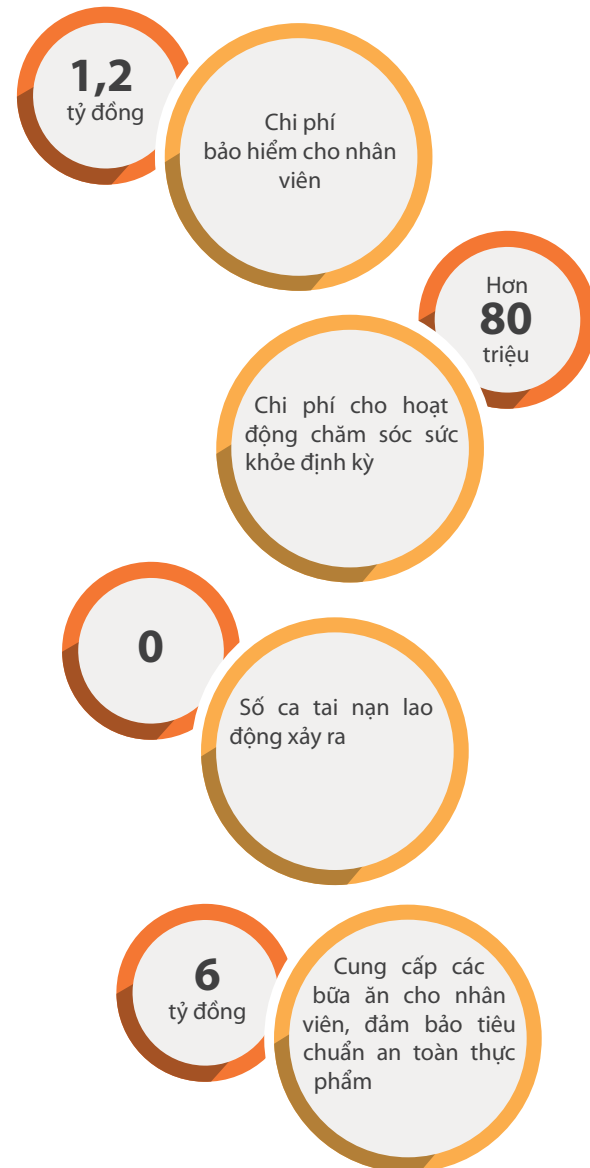 1,2
tỷ đồng
Chi phí
bảo hiểm cho nhân
viên
Hơn
80
triệu
Chi phí cho hoạt
động chăm sóc sức
khỏe định kỳ
0
Số ca tai nạn lao
động xảy ra
6
tỷ đồng
Cung cấp các
bữa ăn cho nhân
viên, đảm bảo tiêu
chuẩn an toàn thực
phẩm